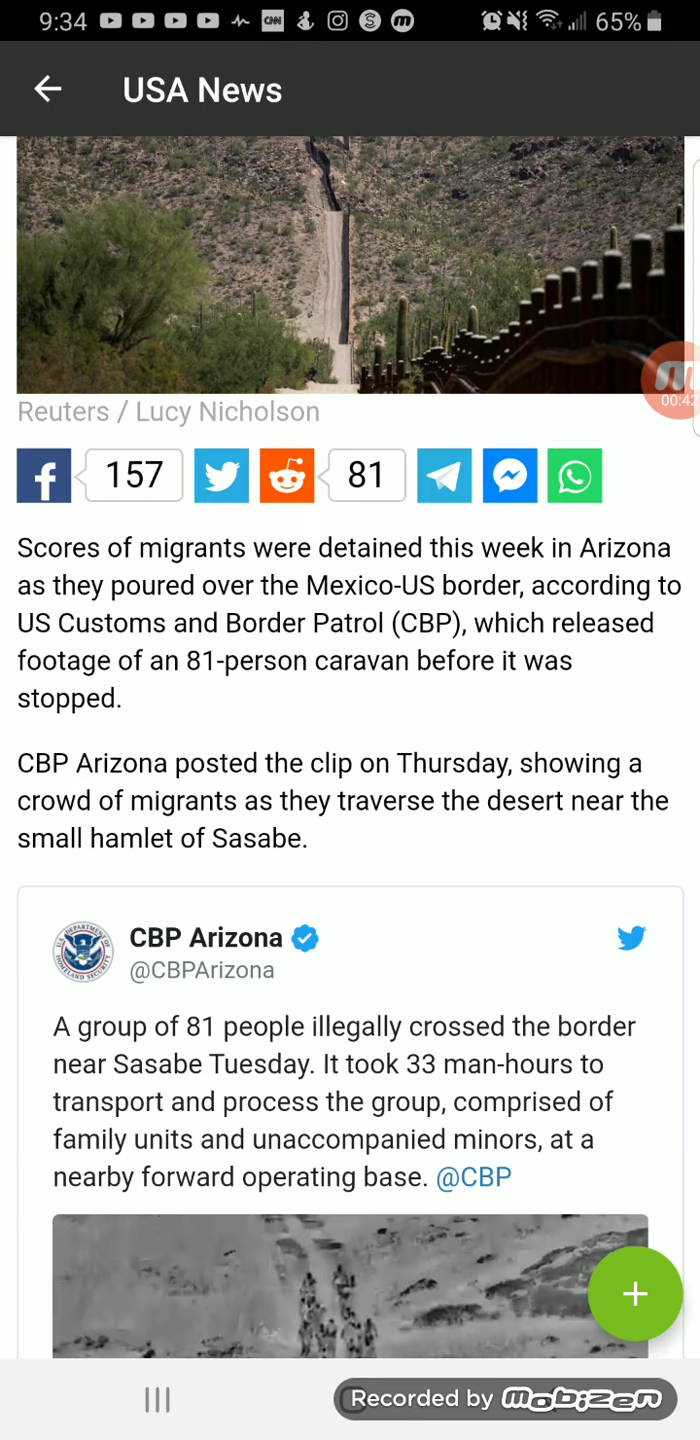 9:34
CNN
65%
USA News
00:42
Reuters / Lucy Nicholson
157
81
Scores of migrants were detained this week in Arizona
as they poured over the Mexico-US border, according to
US Customs and Border Patrol (CBP), which released
footage of an 81-person caravan before it was
stopped.
CBP Arizona posted the clip on Thursday, showing a
crowd of migrants as they traverse the desert near the
small hamlet of Sasabe.
CBP Arizona
@CBPArizona
A group of 81 people illegally crossed the border
near Sasabe Tuesday. It took 33 man-hours to
transport and process the group, comprised of
family units and unaccompanied minors, at a
nearby forward operating base. @CBP
+
Recorded by mobizen